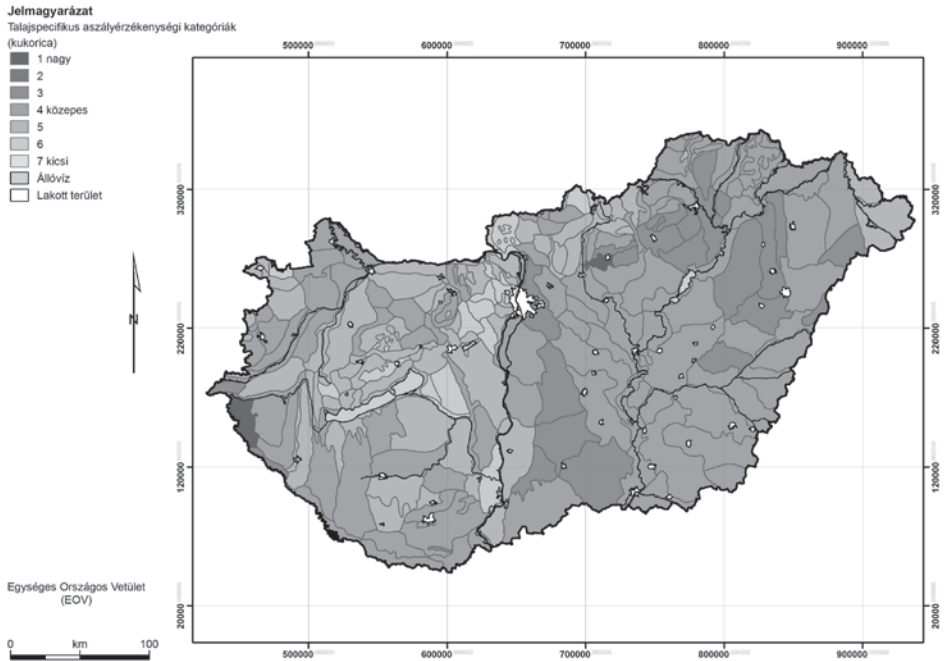 Jelmagyarázat
Talajspecifikus aszályérzékenységi kategóriák
(kukorica)
1 nagy
2
3
4 közepes
5
6
7 kicsi
Állóvíz
Lakott terület
500000 600000 700000 800000 900000
320000 320000
220000 220000
120000 120000
20000 20000
N
Egységes Országos Vetület
(EOV)
0 km 100
500000 600000 700000 800000 900000